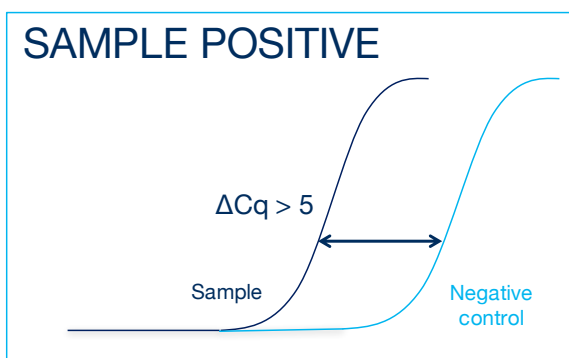 SAMPLE POSITIVE
ΔCq > 5
Sample
Negative
control